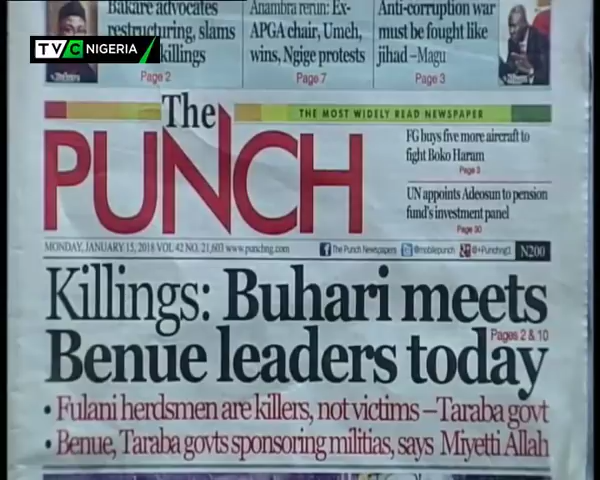 Bakare advocates
restructuring, slams
killings
Page 2
Anambra rerun: Ex-
APGA chair, Umeh,
wins, Ngige protests
Page 7
Anti-corruption war
must be fought like
jihad –Magu
Page 3
TVC NIGERIA
The
PUNCH
THE MOST WIDELY READ NEWSPAPER
FG buys five more aircraft to
fight Boko Haram
Page 3
UN appoints Adeosun to pension
fund's investment panel
Page 30
MONDAY, JANUARY 15, 2018 VOL 42 NO. 21,603 www.punchng.com
The Punch Newspapers
@mobilepunch
N200
Killings: Buhari meets
Benue leaders today
Pages 2 & 10
• Fulani herdsmen are killers, not victims –Taraba govt
• Benue, Taraba govts sponsoring militias, says Miyetti Allah